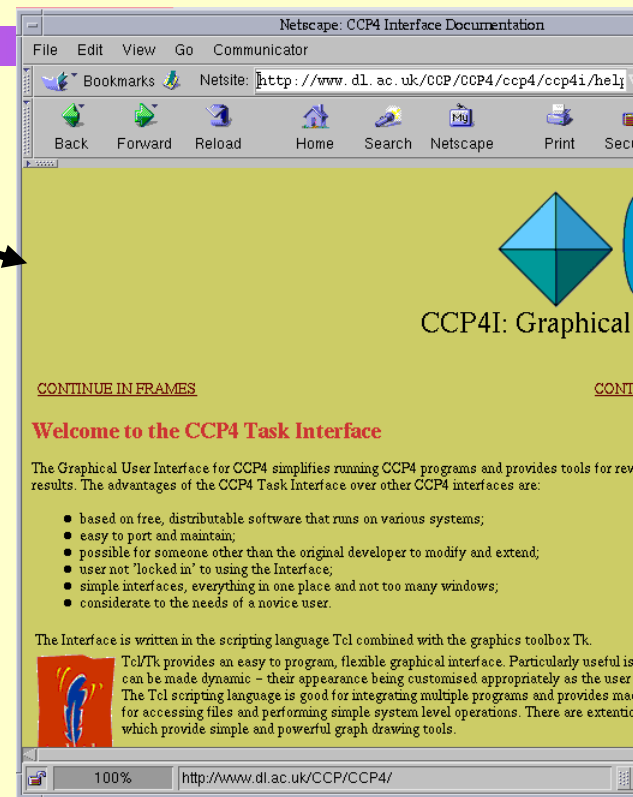 Netscape: CCP4 Interface Documentation
File Edit View Go Communicator
Bookmarks Netsite: http://www.dl.ac.uk/CCP/CCP4/ccp4/ccp4i/help
Back Forward Reload Home Search Netscape Print Secu
My
CCP4I: Graphical
CONTINUE IN FRAMES CONT
Welcome to the CCP4 Task Interface
The Graphical User Interface for CCP4 simplifies running CCP4 programs and provides tools for rev
results. The advantages of the CCP4 Task Interface over other CCP4 interfaces are:
based on free, distributable software that runs on various systems;
easy to port and maintain;
possible for someone other than the original developer to modify and extend;
user not 'locked in' to using the Interface;
simple interfaces, everything in one place and not too many windows;
considerate to the needs of a novice user.
The Interface is written in the scripting language Tcl combined with the graphics toolbox Tk.
Tcl/Tk provides an easy to program, flexible graphical interface. Particularly useful is
can be made dynamic – their appearance being customised appropriately as the user
The Tcl scripting language is good for integrating multiple programs and provides mac
for accessing files and performing simple system level operations. There are extentio
which provide simple and powerful graph drawing tools.
100% http://www.dl.ac.uk/CCP/CCP4/